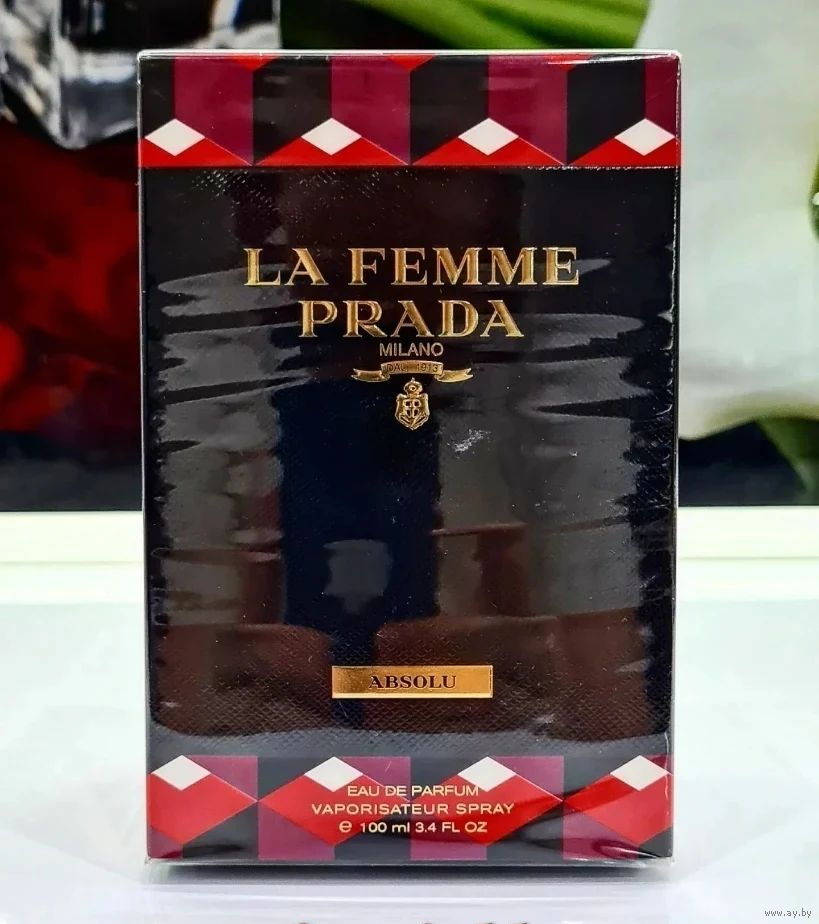 LA FEMME
PRADA
MILANO
DAL 1913
ABSOLU
EAU DE PARFUM
VAPORISATEUR SPRAY
℮ 100 ml 3.4 FL OZ
www.ay.by